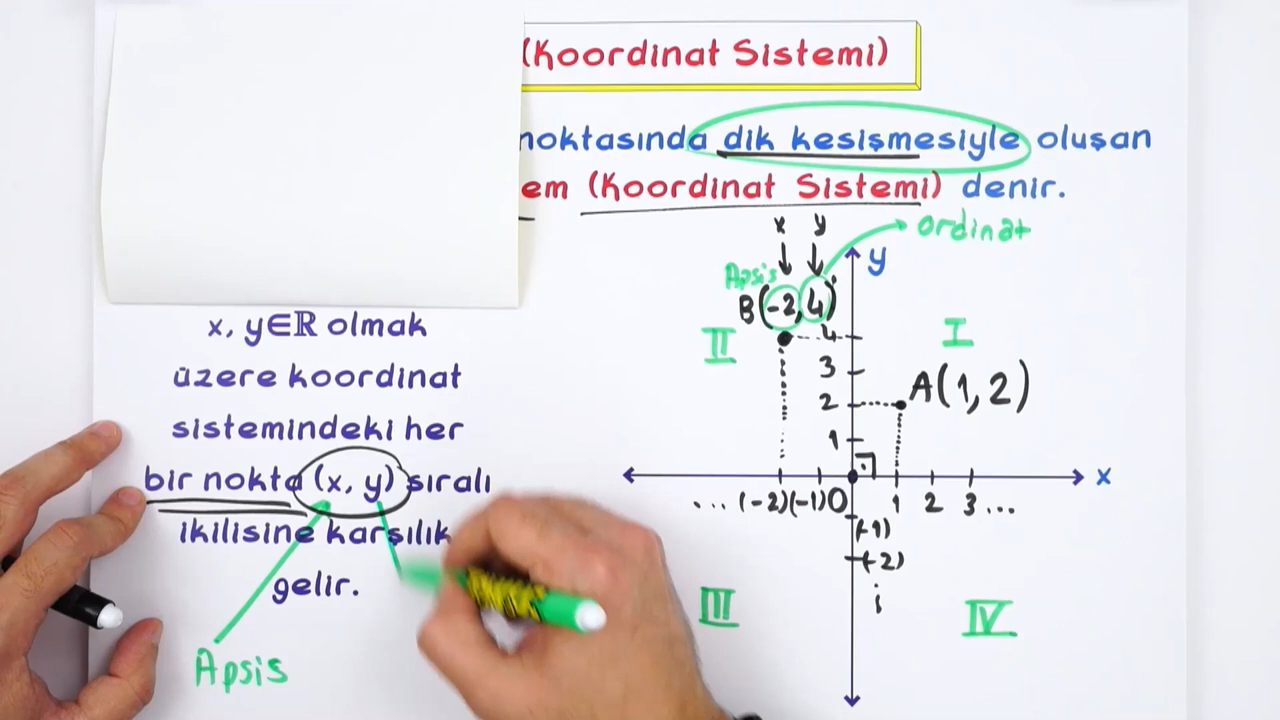 (Koordinat Sistemi)
noktasında dik kesişmesiyle oluşan
em (Koordinat Sistemi) denir.
x, y∈ℝ olmak
üzere koordinat
sistemindeki her
bir nokta (x, y) sıralı
ikilisine karşılık
gelir.
Apsis
x y
Ordinat
y
Apsis
B(-2, 4)
II
I
4
3
A(1, 2)
2
1
x
... (-2)(-1) O 1 2 3...
(-1)
(-2)
III
IV